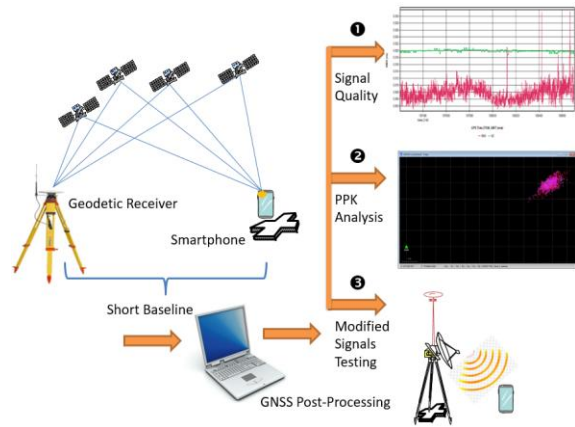 ❶
Signal
Quality
❷
PPK
Analysis
Geodetic Receiver
Smartphone
❸
Short Baseline
Modified
Signals
Testing
GNSS Post-Processing